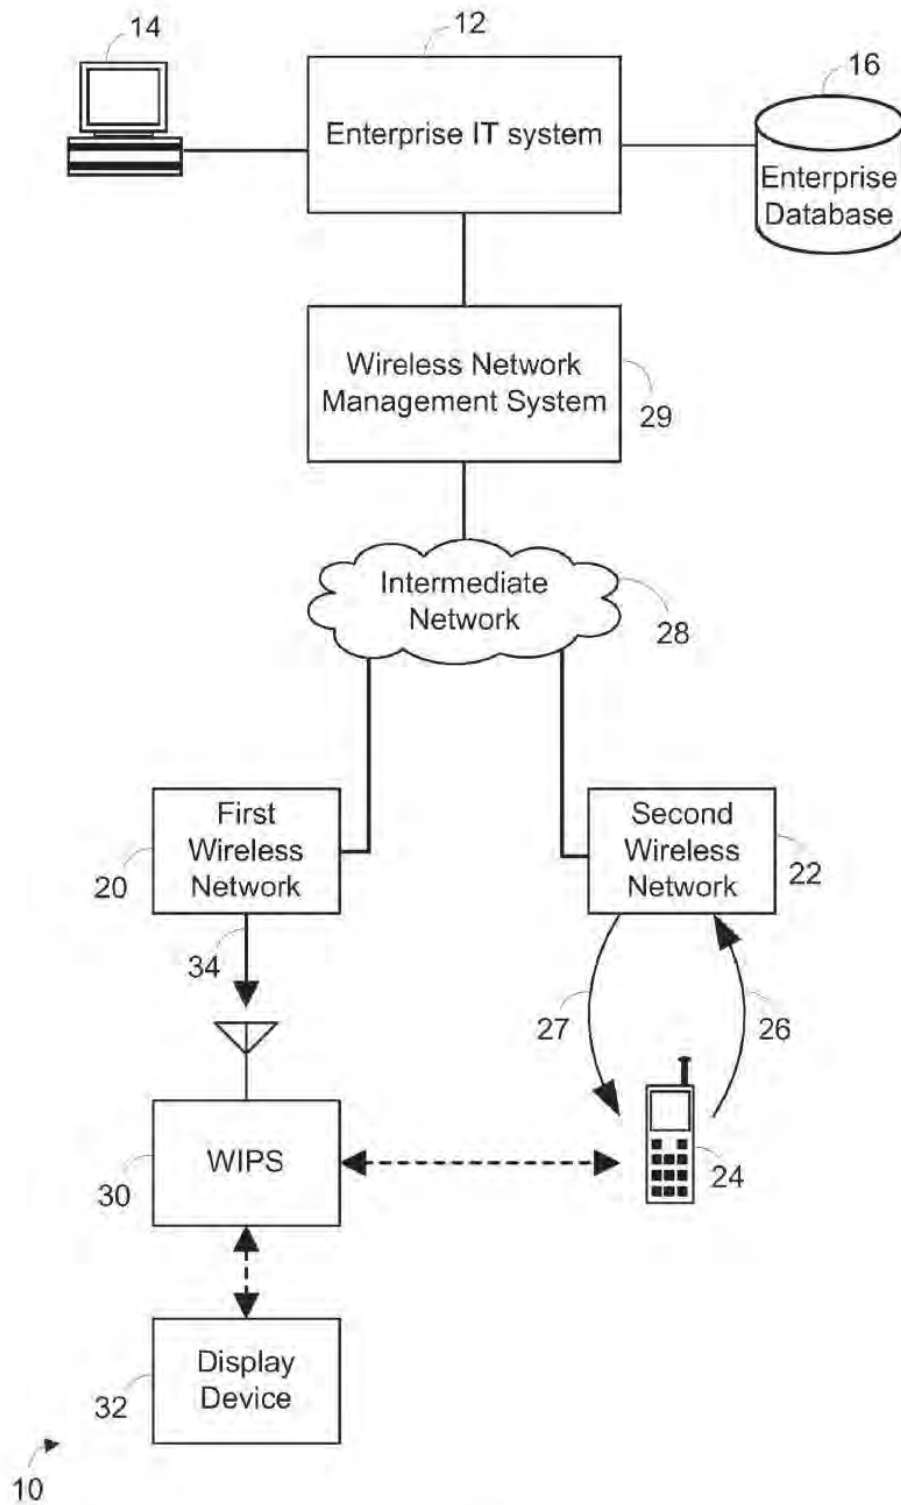 14
12
16
Enterprise IT system
Enterprise
Database
Wireless Network
Management System
29
Intermediate
Network
28
First
Wireless
Network
20
Second
Wireless
Network
22
34
27
26
WIPS
30
24
Display
Device
32
10